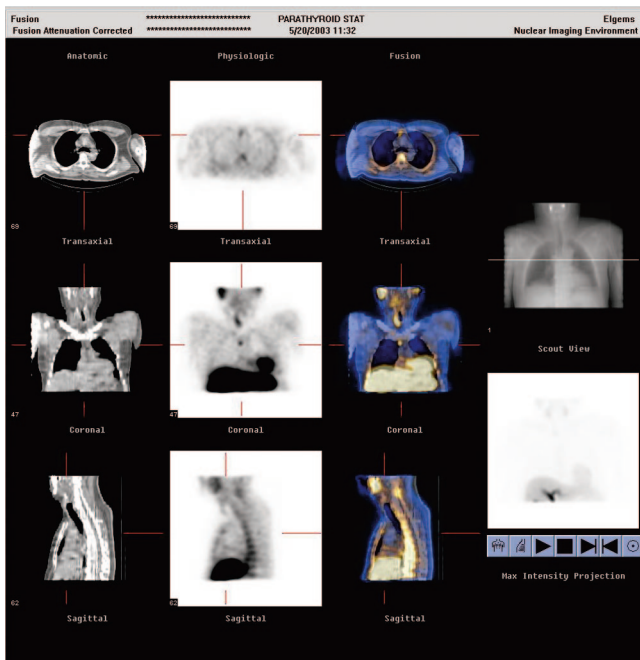 Fusion *************************** PARATHYROID STAT Elgems
Fusion Attenuation Corrected *************************** 5/20/2003 11:32 Nuclear Imaging Environment
Anatomic Physiologic Fusion
69 69
Transaxial Transaxial Transaxial
1
Scout View
47 47
Coronal Coronal Coronal
Max Intensity Projection
62 62
Sagittal Sagittal Sagittal